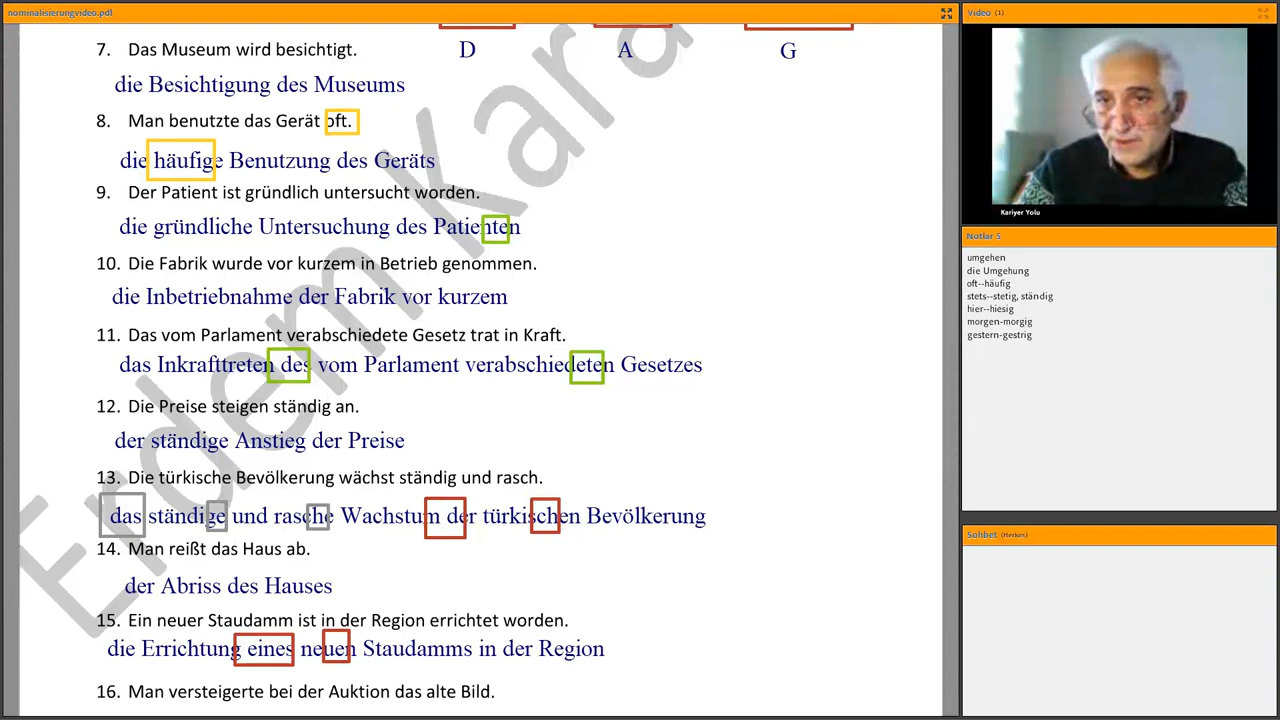 nominalisierungvideo.pdf
7. Das Museum wird besichtigt.
D A G
die Besichtigung des Museums
8. Man benutzte das Gerät oft.
die häufige Benutzung des Geräts
9. Der Patient ist gründlich untersucht worden.
die gründliche Untersuchung des Patienten
10. Die Fabrik wurde vor kurzem in Betrieb genommen.
die Inbetriebnahme der Fabrik vor kurzem
11. Das vom Parlament verabschiedete Gesetz trat in Kraft.
das Inkrafttreten des vom Parlament verabschiedeten Gesetzes
12. Die Preise steigen ständig an.
der ständige Anstieg der Preise
13. Die türkische Bevölkerung wächst ständig und rasch.
das ständige und rasche Wachstum der türkischen Bevölkerung
14. Man reißt das Haus ab.
der Abriss des Hauses
15. Ein neuer Staudamm ist in der Region errichtet worden.
die Errichtung eines neuen Staudamms in der Region
16. Man versteigerte bei der Auktion das alte Bild.
Erdem Kara
Video (1)
Kariyer Yolu
Notlar 5
umgehen
die Umgehung
oft--häufig
stets--stetig, ständig
hier--hiesig
morgen-morgig
gestern-gestrig
Sohbet (Herkes)